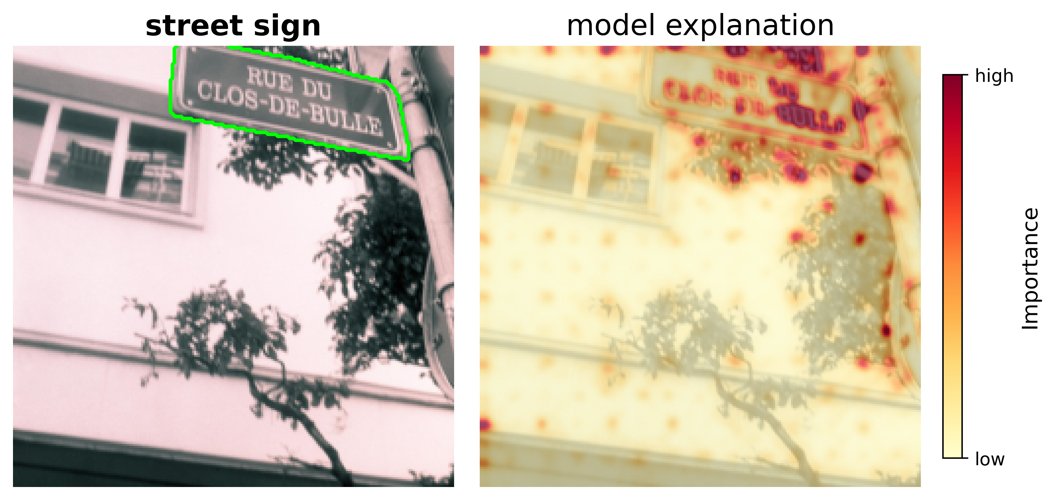 street sign
model explanation
RUE DU
CLOS-DE-BULLE
high
Importance
low